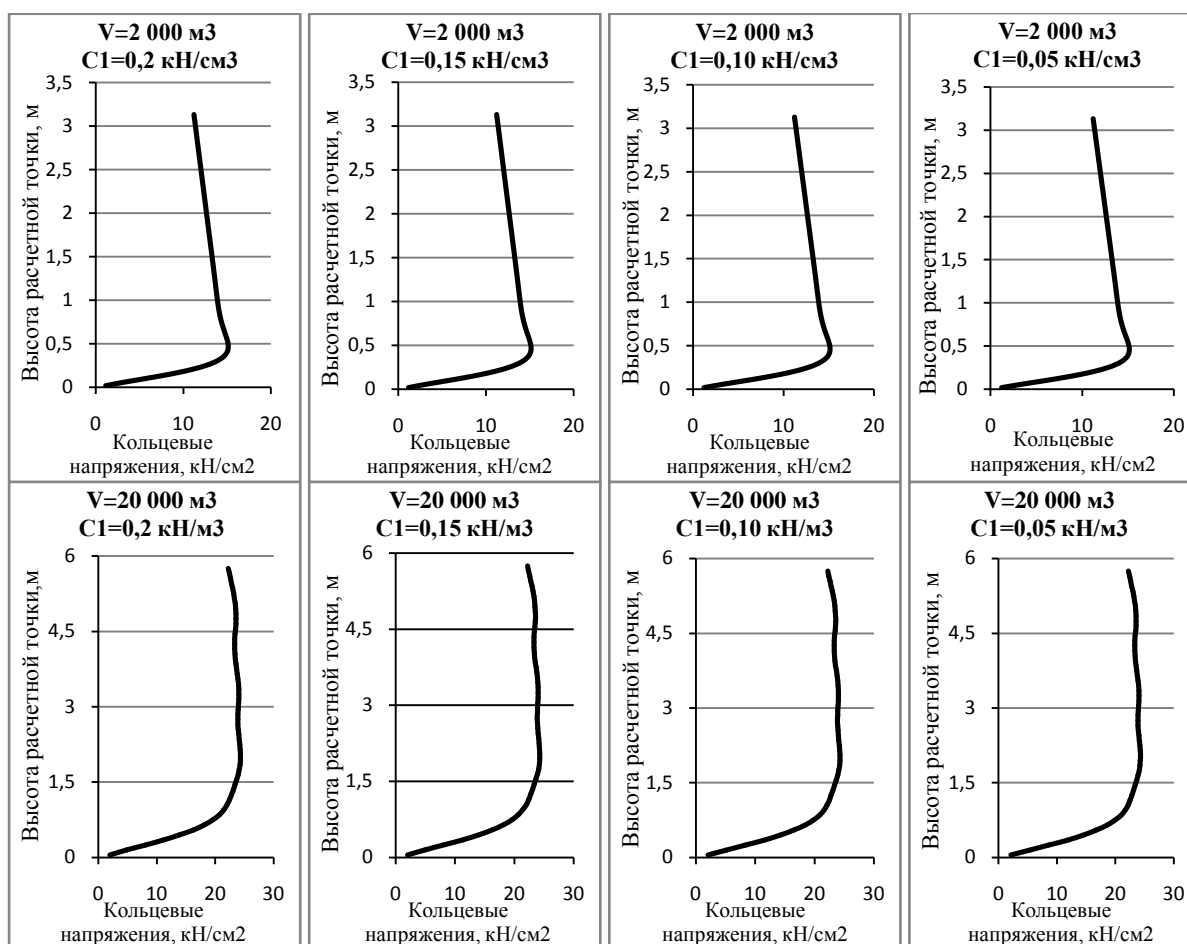 V=2 000 м3
C1=0,2 кН/см3
Высота расчетной точки, м
3,5
3
2,5
2
1,5
1
0,5
0
0 10 20
Кольцевые
напряжения, кН/см2
V=2 000 м3
C1=0,15 кН/см3
Высота расчетной точки, м
3,5
3
2,5
2
1,5
1
0,5
0
0 10 20
Кольцевые
напряжения, кН/см2
V=2 000 м3
C1=0,10 кН/см3
Высота расчетной точки, м
3,5
3
2,5
2
1,5
1
0,5
0
0 10 20
Кольцевые
напряжения, кН/см2
V=2 000 м3
C1=0,05 кН/см3
Высота расчетной точки, м
3,5
3
2,5
2
1,5
1
0,5
0
0 10 20
Кольцевые
напряжения, кН/см2
V=20 000 м3
C1=0,2 кН/м3
Высота расчетной точки,м
6
4,5
3
1,5
0
0 10 20 30
Кольцевые
напряжения, кН/см2
V=20 000 м3
C1=0,15 кН/м3
Высота расчетной точки, м
6
4,5
3
1,5
0
0 10 20 30
Кольцевые
напряжения, кН/см2
V=20 000 м3
C1=0,10 кН/м3
Высота расчетной точки, м
6
4,5
3
1,5
0
0 10 20 30
Кольцевые
напряжения, кН/см2
V=20 000 м3
C1=0,05 кН/м3
Высота расчетной точки, м
6
4,5
3
1,5
0
0 10 20 30
Кольцевые
напряжения, кН/см2